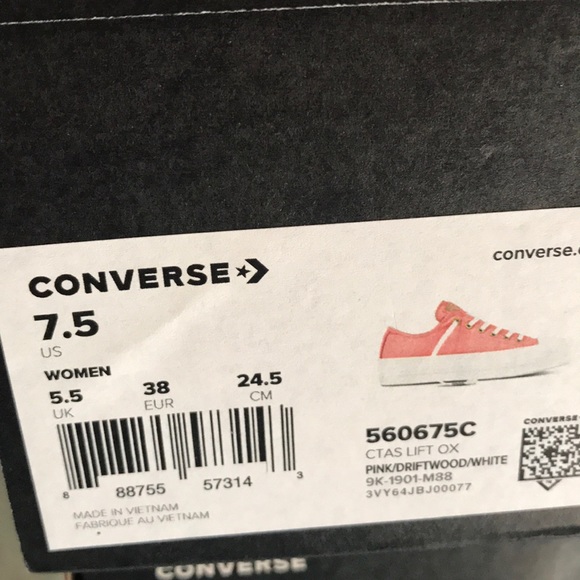 CONVERSE
converse.c
7.5
US
WOMEN
5.5 38 24.5
UK EUR CM
8 88755 57314 3
MADE IN VIETNAM
FABRIQUE AU VIETNAM
560675C
CTAS LIFT OX
PINK/DRIFTWOOD/WHITE
9K-1901-M88
3VY64JBJ00077
CONVERSE
CONVERSE